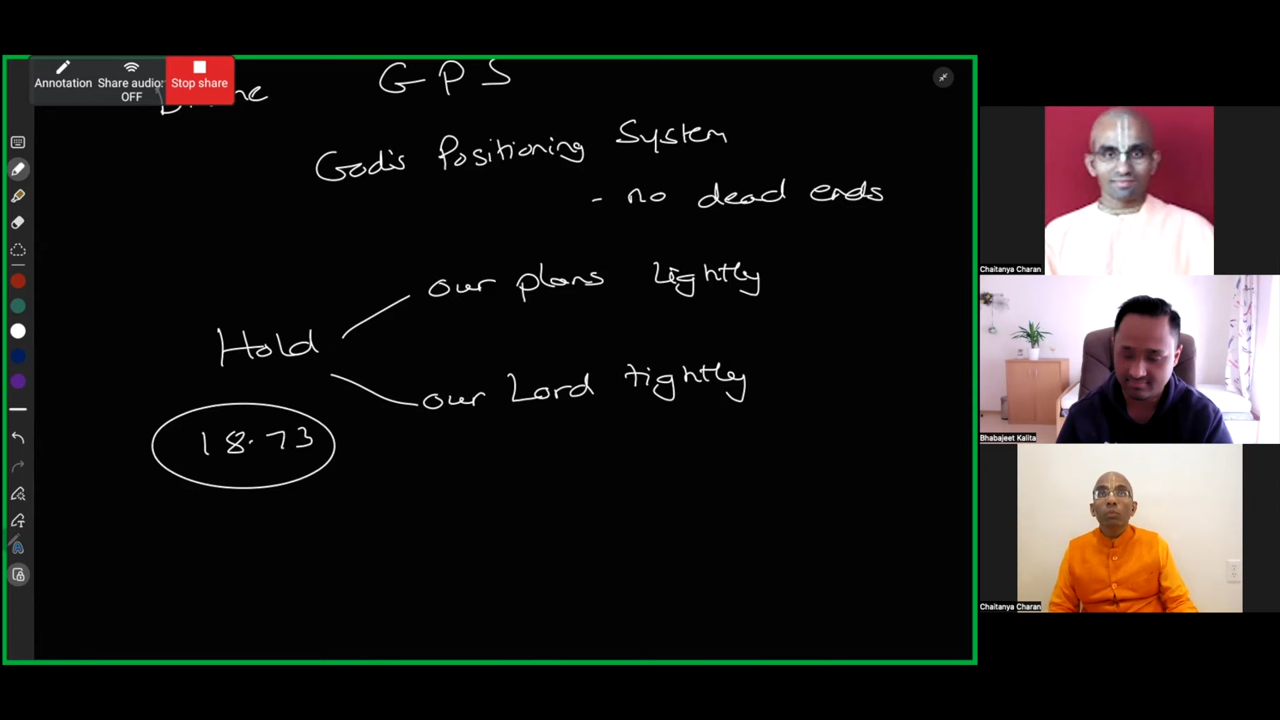 Annotation
Share audio:
OFF
Stop share
G P S
God's Positioning System
- no dead ends
our plans lightly
Hold
our Lord tightly
18.73
Chaitanya Charan
Bhabajeet Kalita
Chaitanya Charan